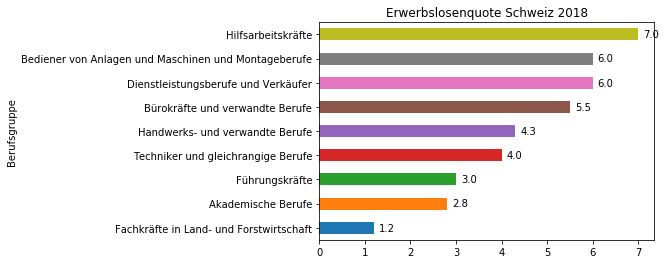 Erwerbslosenquote Schweiz 2018
Berufsgruppe
Hilfsarbeitskräfte 7.0
Bediener von Anlagen und Maschinen und Montageberufe 6.0
Dienstleistungsberufe und Verkäufer 6.0
Bürokräfte und verwandte Berufe 5.5
Handwerks- und verwandte Berufe 4.3
Techniker und gleichrangige Berufe 4.0
Führungskräfte 3.0
Akademische Berufe 2.8
Fachkräfte in Land- und Forstwirtschaft 1.2
0 1 2 3 4 5 6 7